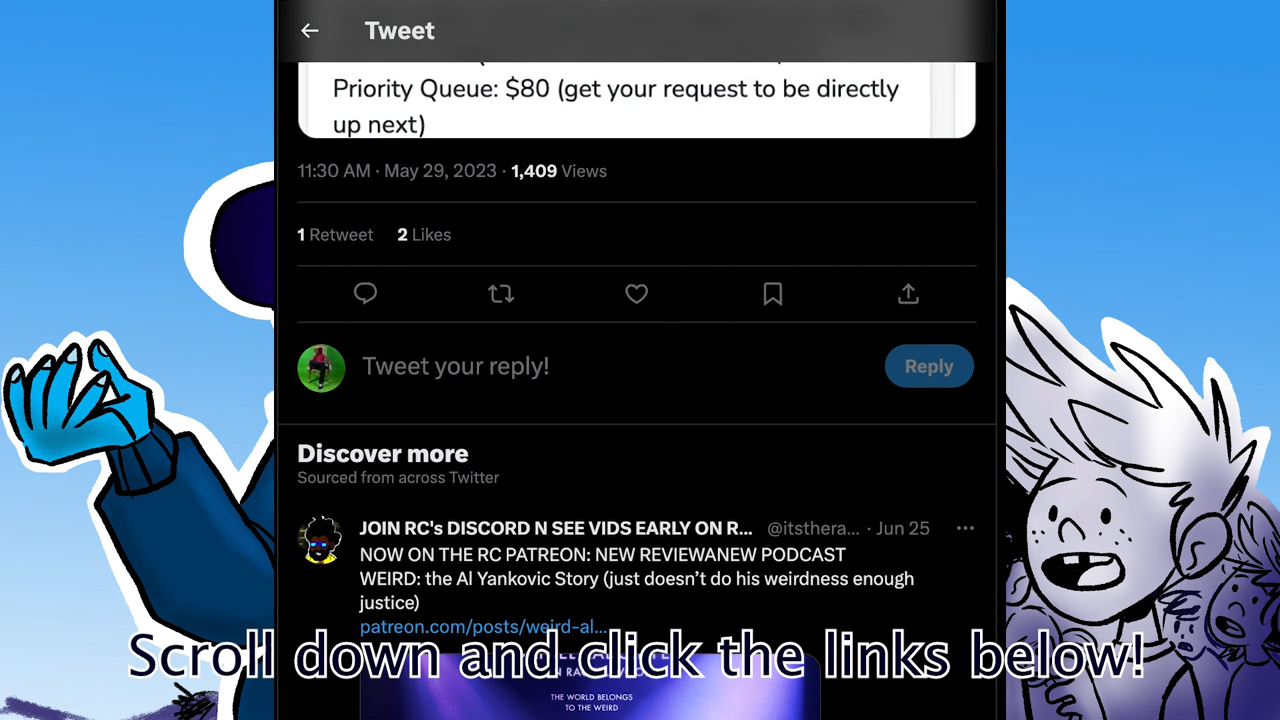 Tweet
Priority Queue: $80 (get your request to be directly
up next)
11:30 AM · May 29, 2023 · 1,409 Views
1 Retweet 2 Likes
Tweet your reply!
Reply
Discover more
Sourced from across Twitter
JOIN RC's DISCORD N SEE VIDS EARLY ON R... @itsthera... · Jun 25
NOW ON THE RC PATREON: NEW REVIEWANEW PODCAST
WEIRD: the Al Yankovic Story (just doesn't do his weirdness enough
justice)
patreon.com/posts/weird-al...
Scroll down and click the links below!
THE WORLD BELONGS
TO THE WEIRD